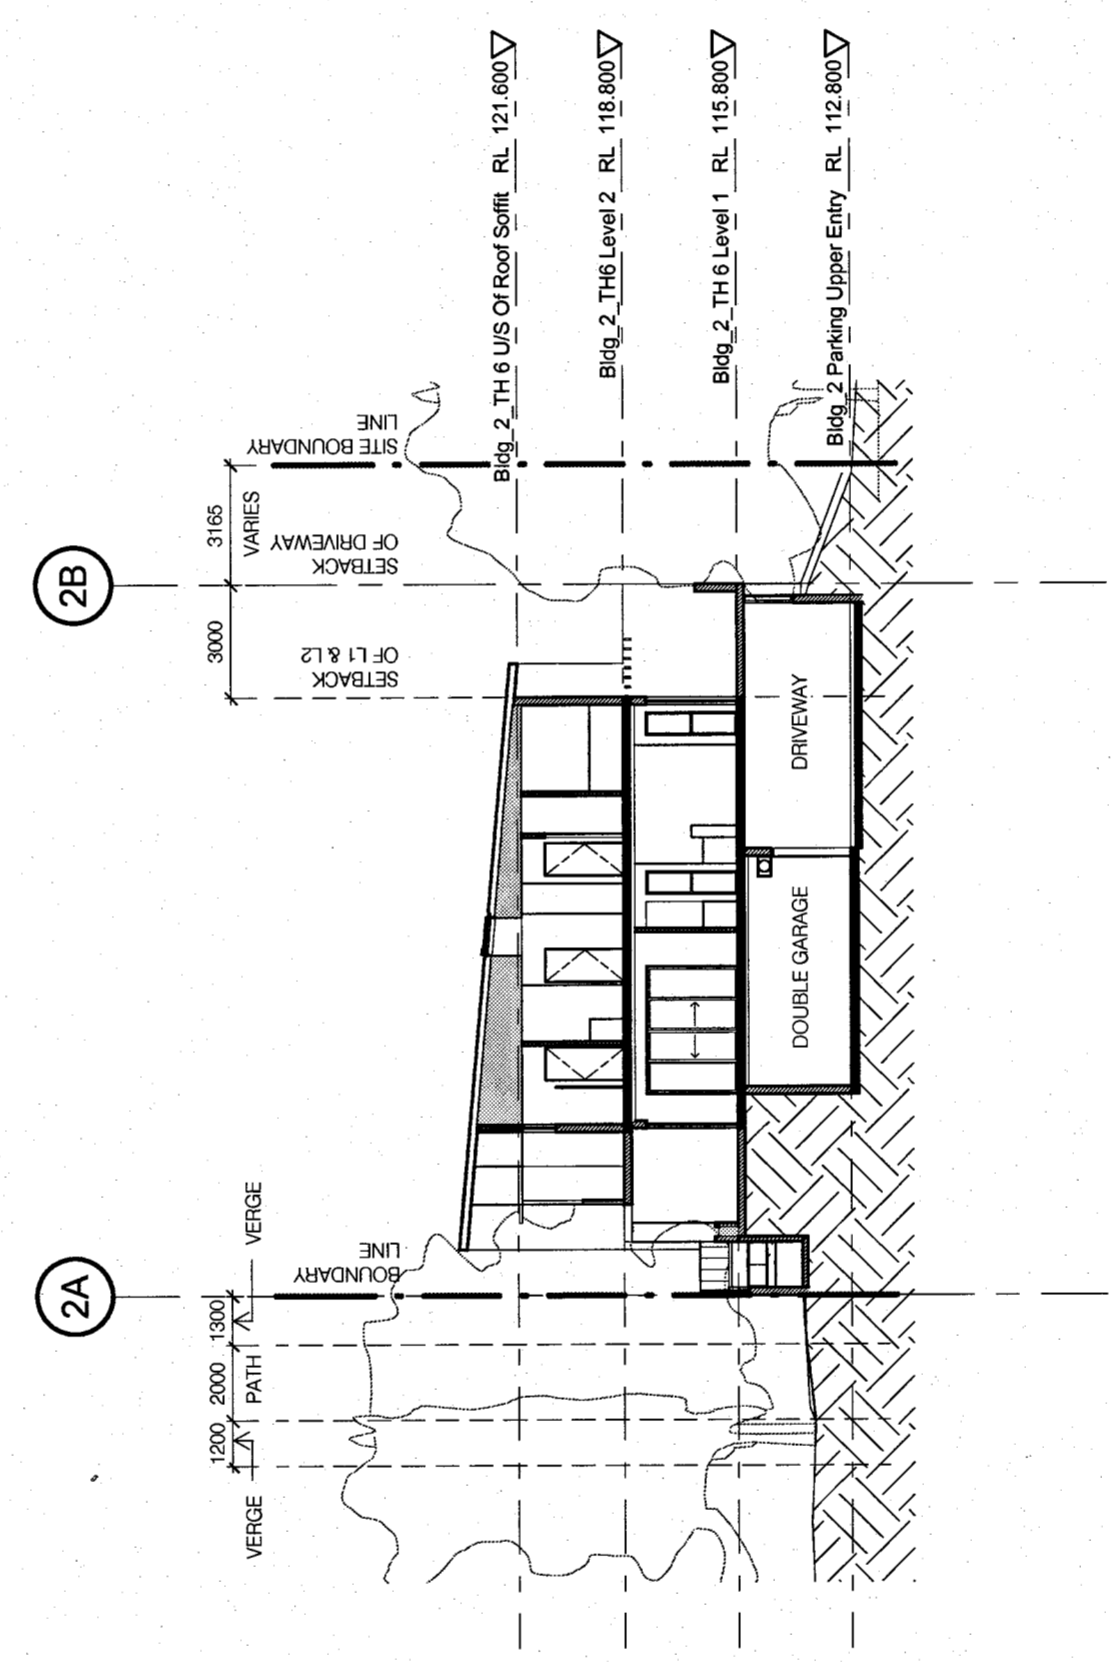 2A
2B
VERGE
1200
PATH
2000
1300
VERGE
BOUNDARY
LINE
SETBACK
OF L1 & L2
3000
SETBACK
OF DRIVEWAY
3165
VARIES
SITE BOUNDARY
LINE
Bldg_2_TH 6 U/S Of Roof Soffit RL 121.600
Bldg_2_TH6 Level 2 RL 118.800
Bldg_2_TH 6 Level 1 RL 115.800
Bldg_2 Parking Upper Entry RL 112.800
DOUBLE GARAGE
DRIVEWAY